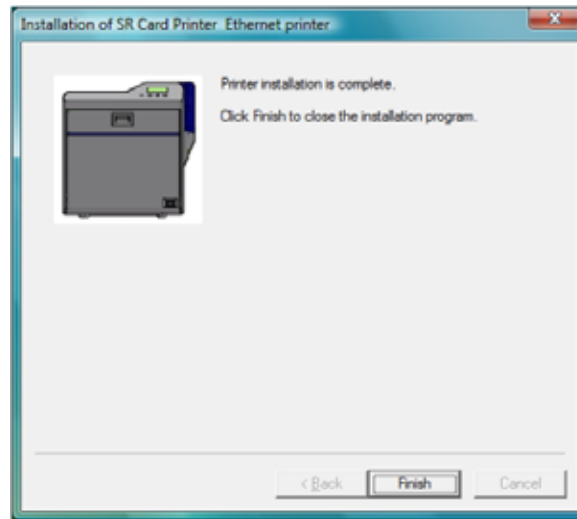 Installation of SR Card Printer Ethernet printer
Printer installation is complete.
Click Finish to close the installation program.
< Back
Finish
Cancel